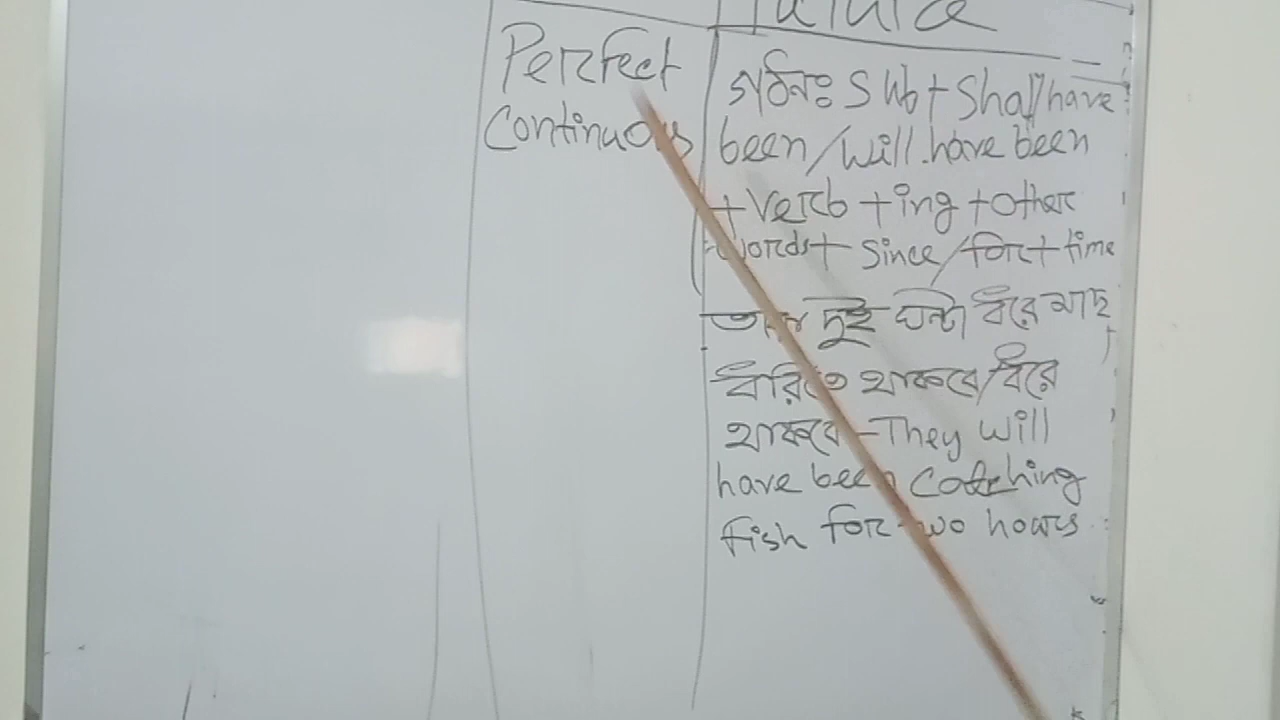 Future
Perfect
Continuous
গঠনঃ Sub + Shall have
been/Will have been
+ Verb + ing + Other
words + Since/for + time
তারা দুই ঘন্টা ধরে মাছ
ধরিতে থাকবে/ধরে
থাকবে - They will
have been Catching
fish for two hours